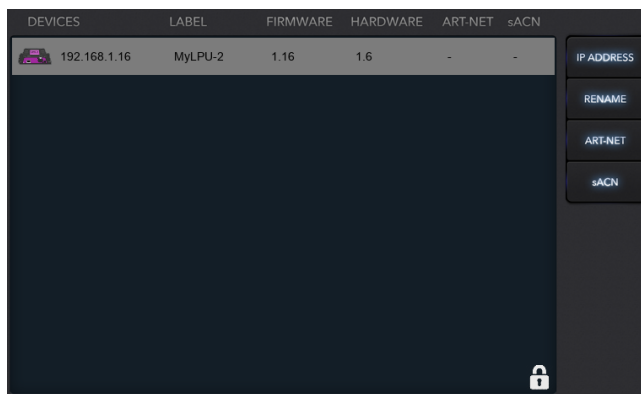 DEVICES LABEL FIRMWARE HARDWARE ART-NET sACN
192.168.1.16 MyLPU-2 1.16 1.6 - -
IP ADDRESS
RENAME
ART-NET
sACN